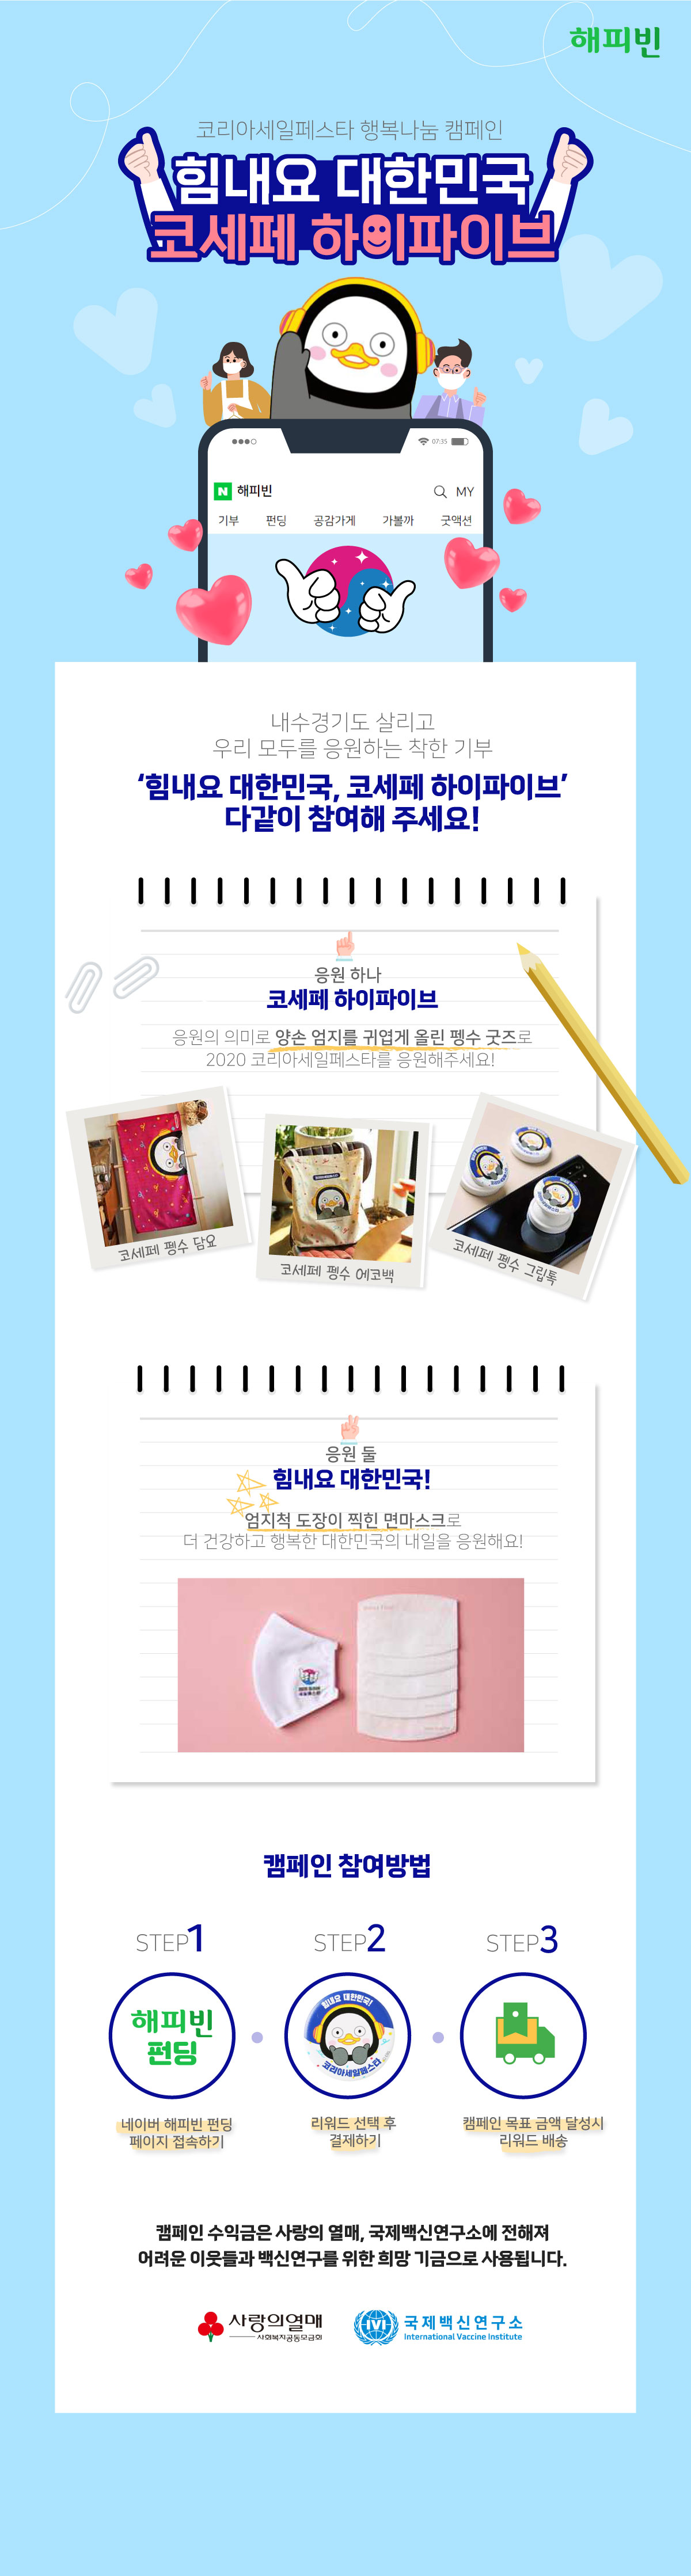 해피빈
코리아세일페스타 행복나눔 캠페인
힘내요 대한민국
코세페 하이파이브
07:35
N 해피빈
MY
기부 펀딩 공감가게 가볼까 굿액션
내수경기도 살리고
우리 모두를 응원하는 착한 기부
‘힘내요 대한민국, 코세페 하이파이브’
다같이 참여해 주세요!
응원 하나
코세페 하이파이브
응원의 의미로 양손 엄지를 귀엽게 올린 펭수 굿즈로
2020 코리아세일페스타를 응원해주세요!
코세페 펭수 담요
코세페 펭수 에코백
코세페 펭수 그립톡
응원 둘
힘내요 대한민국!
엄지척 도장이 찍힌 면마스크로
더 건강하고 행복한 대한민국의 내일을 응원해요!
캠페인 참여방법
STEP1 STEP2 STEP3
해피빈
펀딩
힘내요 대한민국!
코리아세일페스타
네이버 해피빈 펀딩
페이지 접속하기
리워드 선택 후
결제하기
캠페인 목표 금액 달성시
리워드 배송
캠페인 수익금은 사랑의 열매, 국제백신연구소에 전해져
어려운 이웃들과 백신연구를 위한 희망 기금으로 사용됩니다.
사랑의열매
사회복지공동모금회
IVI
국제백신연구소
International Vaccine Institute